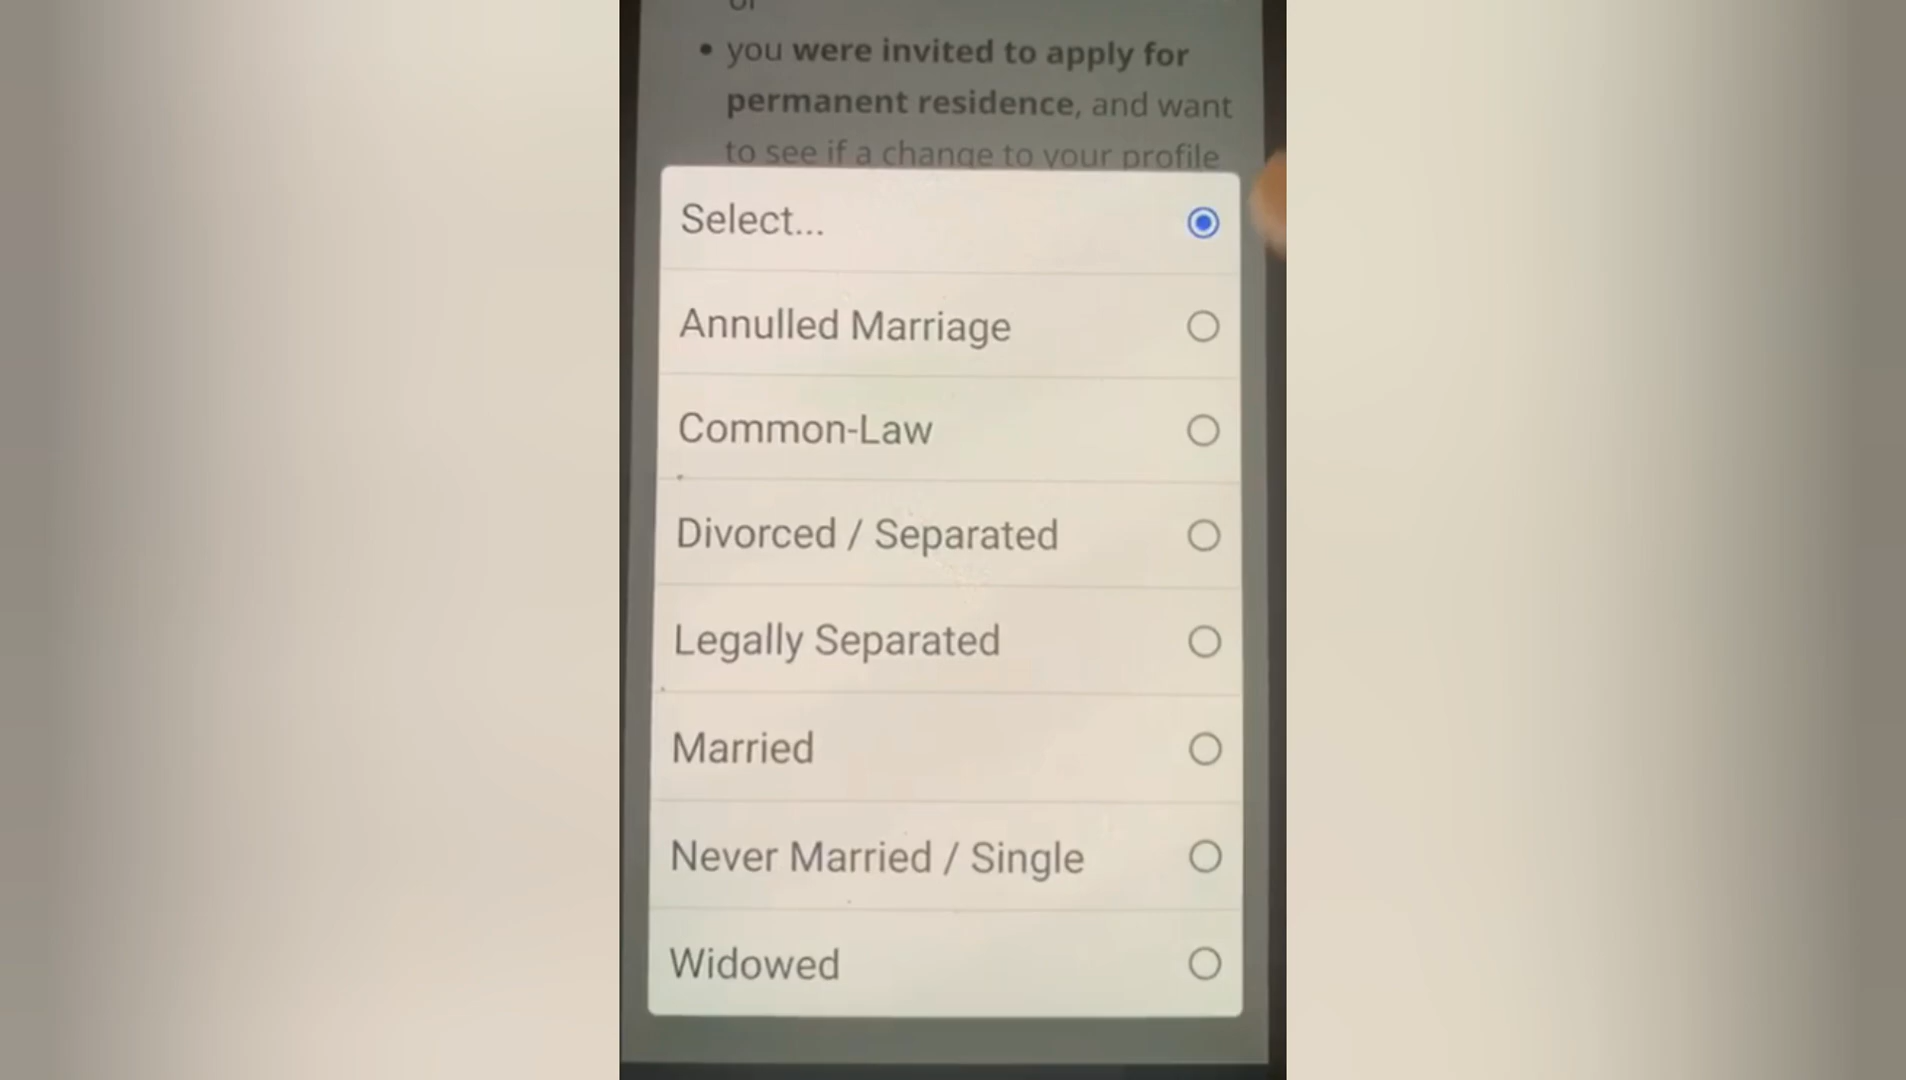 or
• you were invited to apply for
permanent residence, and want
to see if a change to your profile
Select...
Annulled Marriage
Common-Law
Divorced / Separated
Legally Separated
Married
Never Married / Single
Widowed